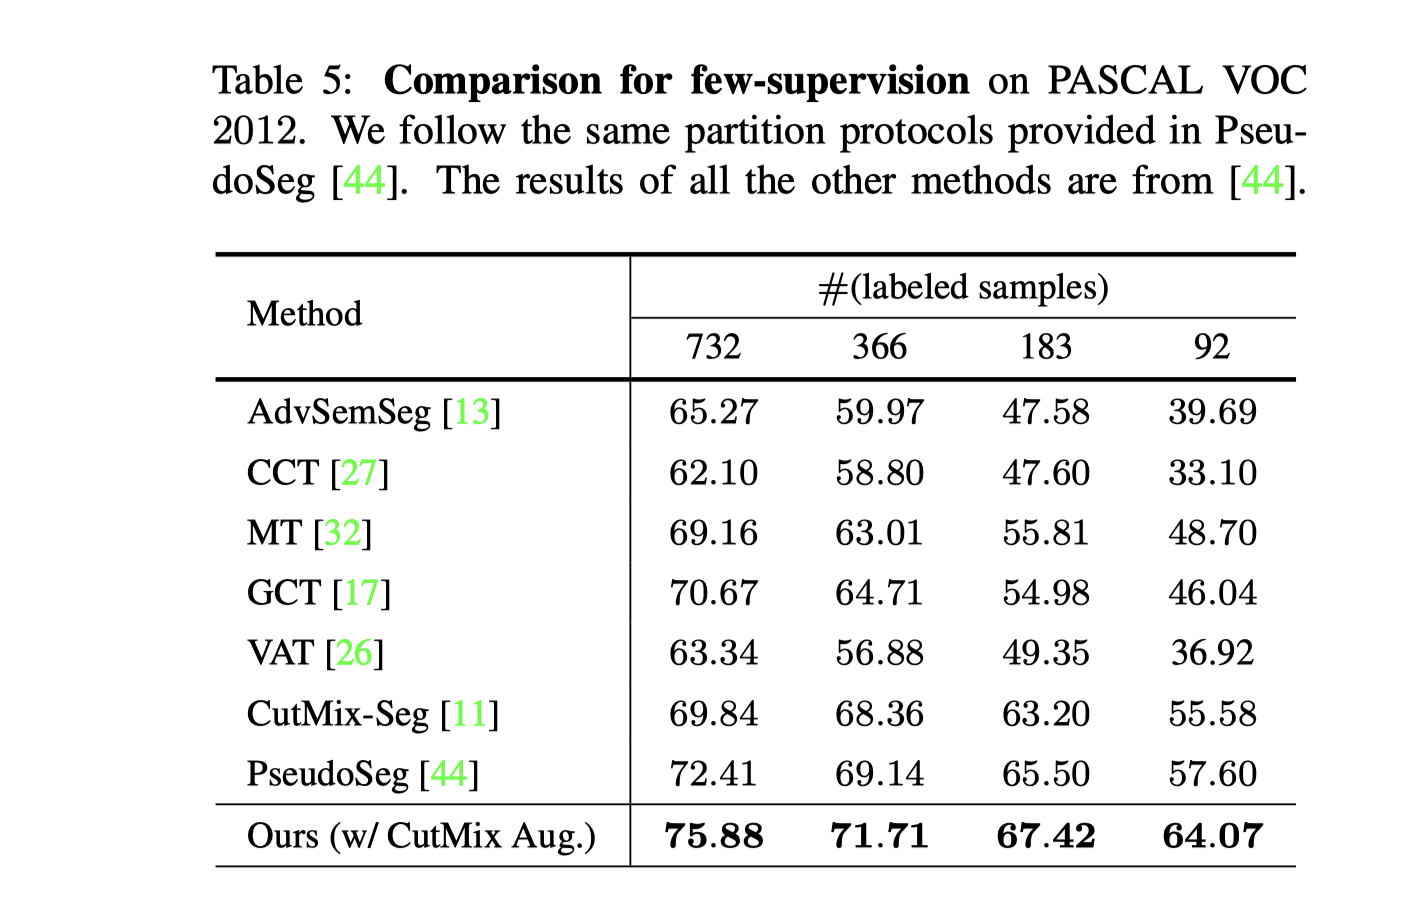 Table 5: Comparison for few-supervision on PASCAL VOC
2012. We follow the same partition protocols provided in Pseu-
doSeg [44]. The results of all the other methods are from [44].
Method
#(labeled samples)
732 366 183 92
AdvSemSeg [13] 65.27 59.97 47.58 39.69
CCT [27] 62.10 58.80 47.60 33.10
MT [32] 69.16 63.01 55.81 48.70
GCT [17] 70.67 64.71 54.98 46.04
VAT [26] 63.34 56.88 49.35 36.92
CutMix-Seg [11] 69.84 68.36 63.20 55.58
PseudoSeg [44] 72.41 69.14 65.50 57.60
Ours (w/ CutMix Aug.) 75.88 71.71 67.42 64.07